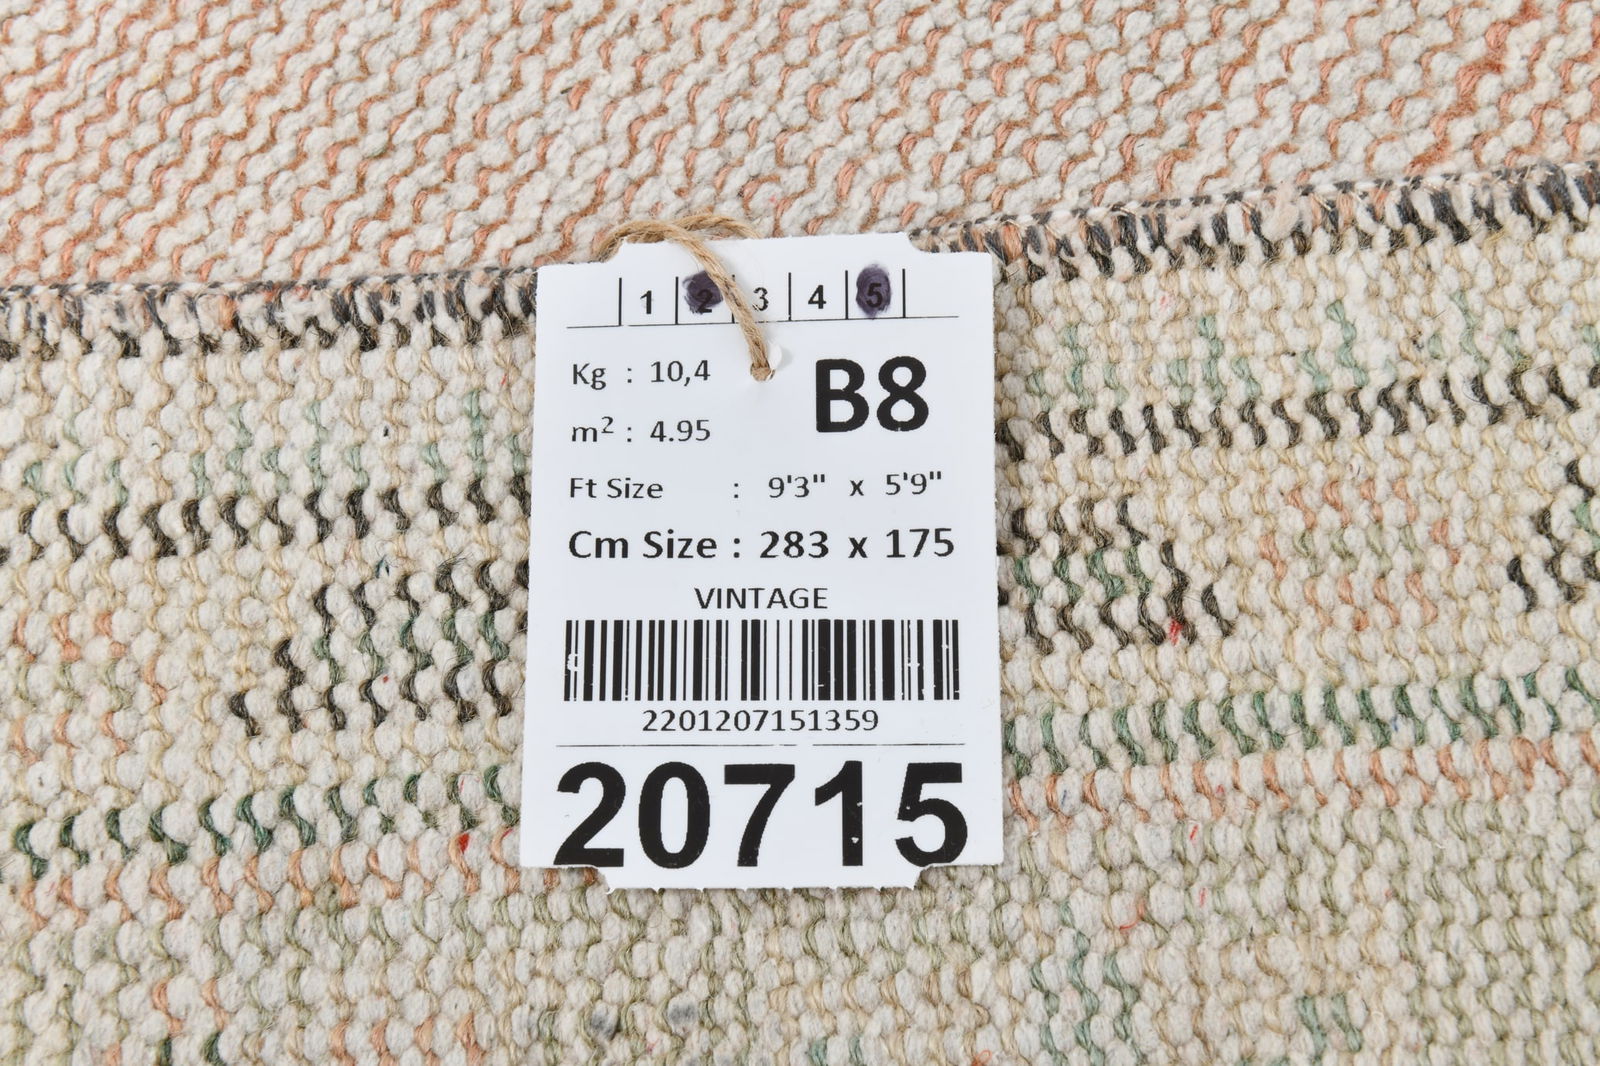 1 2 3 4 5
Kg : 10,4
B8
m² : 4.95
Ft Size : 9'3" x 5'9"
Cm Size : 283 x 175
VINTAGE
2201207151359
20715